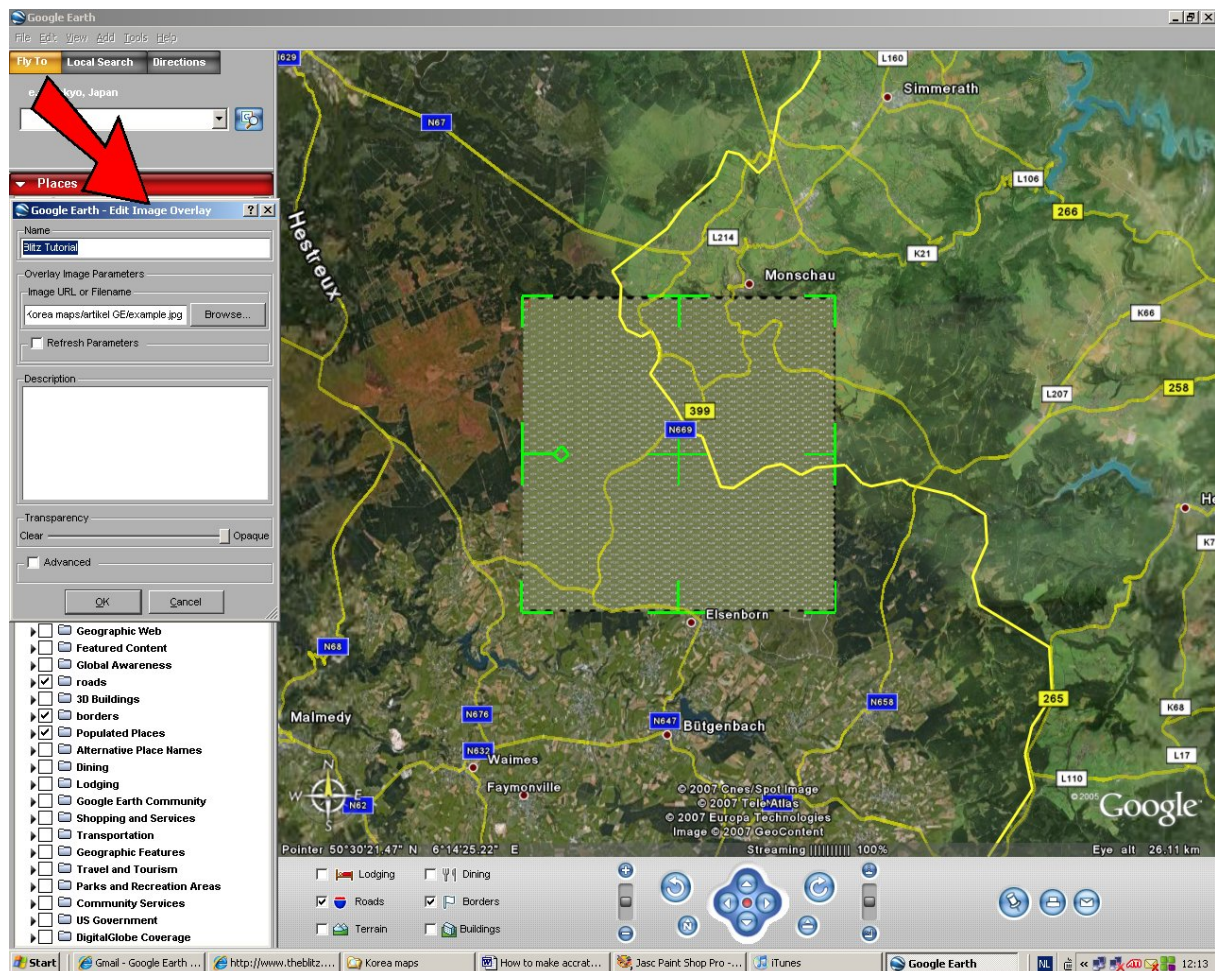 Google Earth
File Edit View Add Tools Help
Fly To Local Search Directions
Places
Google Earth - Edit Image Overlay
Name
Blitz Tutorial
Overlay Image Parameters
Image URL or Filename
Korea maps/artikel GE/example.jpg Browse...
Refresh Parameters
Description
Transparency
Clear Opaque
Advanced
OK Cancel
Geographic Web
Featured Content
Global Awareness
roads
3D Buildings
borders
Populated Places
Alternative Place Names
Dining
Lodging
Google Earth Community
Shopping and Services
Transportation
Geographic Features
Travel and Tourism
Parks and Recreation Areas
Community Services
US Government
DigitalGlobe Coverage
N67
L160
Simmerath
L106
266
Hestreux
L214
K21
Monschau
K66
258
L207
399
N669
K7
Elsenborn
N68
Malmedy
N676
N647
Bütgenbach
N658
265
K68
N632
Waimes
L17
L110
Faymonville
N62
N
W E
S
© 2007 Cnes/Spot Image
© 2007 TeleAtlas
© 2007 Europa Technologies
Image © 2007 GeoContent
© 2005 Google
Pointer 50°30'21.47" N 6°14'25.22" E Streaming 100% Eye alt 26.11 km
Lodging Dining
Roads Borders
Terrain Buildings
N
Start Gmail - Google Earth ... http://www.theblitz.... Korea maps How to make accrat... Jasc Paint Shop Pro -... iTunes Google Earth NL 12:13